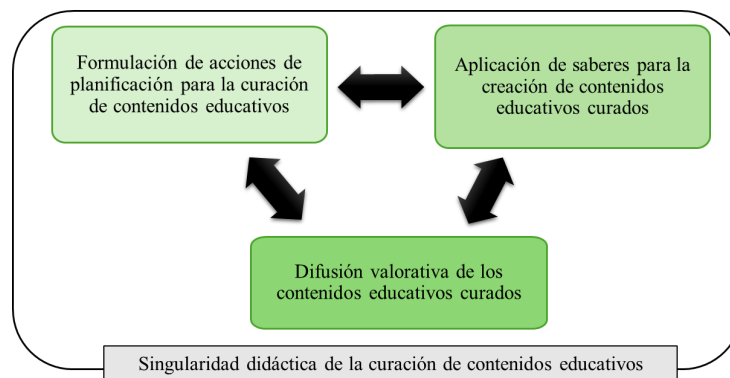 Formulación de acciones de
planificación para la curación
de contenidos educativos
Aplicación de saberes para la
creación de contenidos
educativos curados
Difusión valorativa de los
contenidos educativos curados
Singularidad didáctica de la curación de contenidos educativos